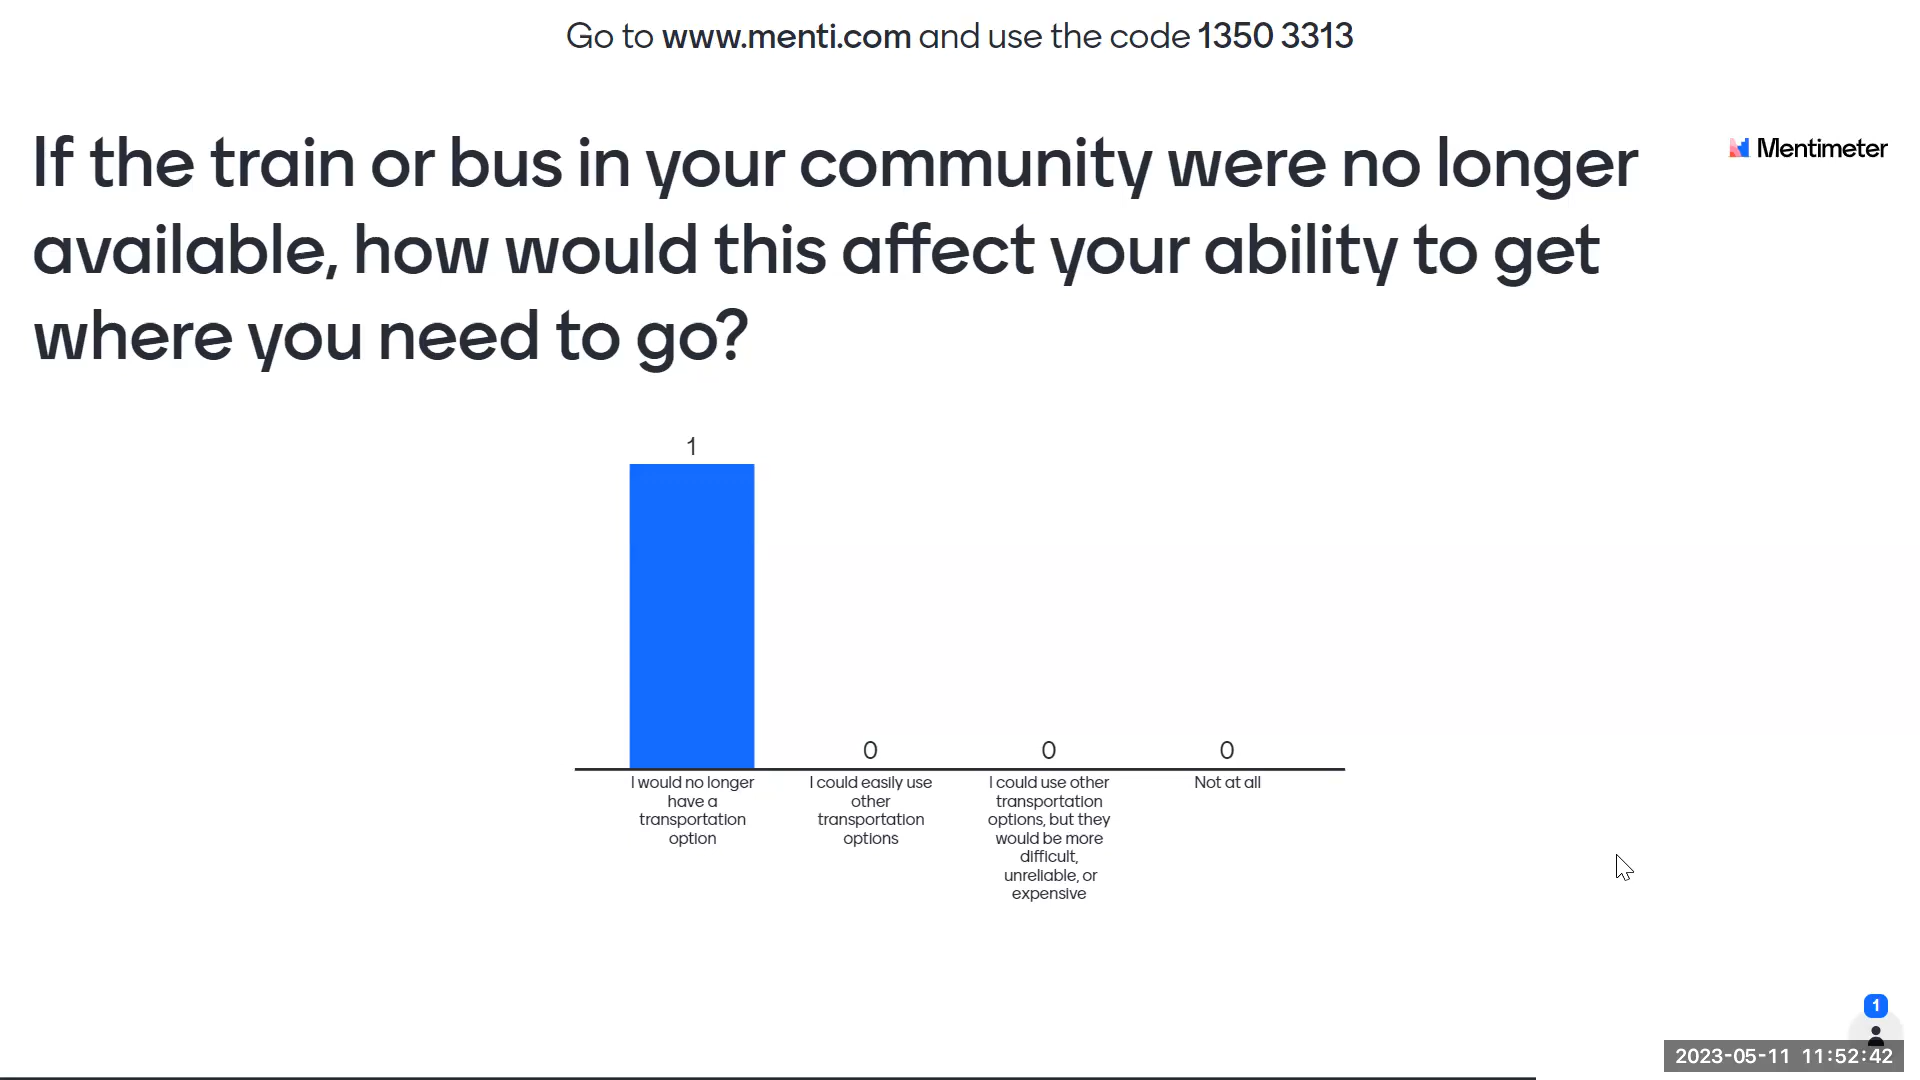 Go to www.menti.com and use the code 1350 3313
If the train or bus in your community were no longer
available, how would this affect your ability to get
where you need to go?
Mentimeter
1
0
0
0
I would no longer
have a
transportation
option
I could easily use
other
transportation
options
I could use other
transportation
options, but they
would be more
difficult,
unreliable, or
expensive
Not at all
1
2023-05-11 11:52:42